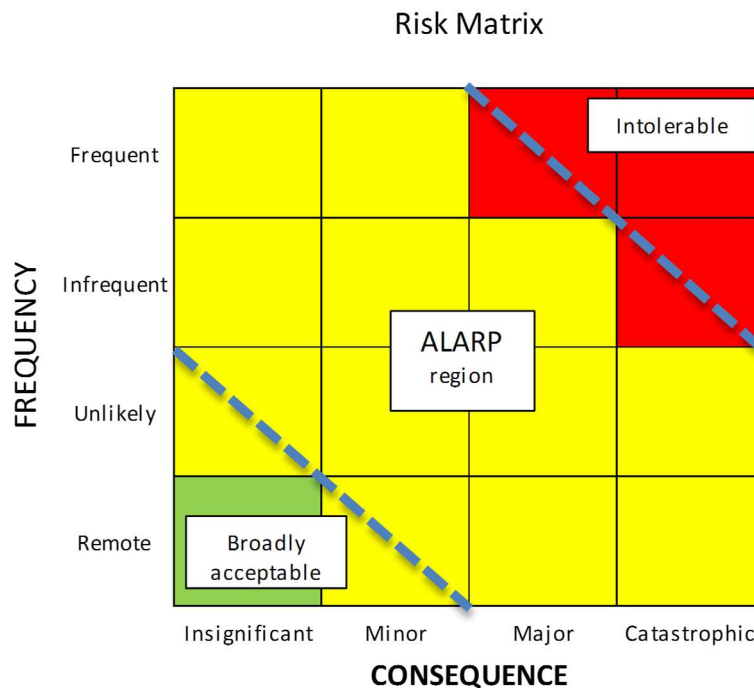 Risk Matrix
Intolerable
Frequent
Infrequent
ALARP
region
FREQUENCY
Unlikely
Remote
Broadly
acceptable
Insignificant Minor Major Catastrophic
CONSEQUENCE